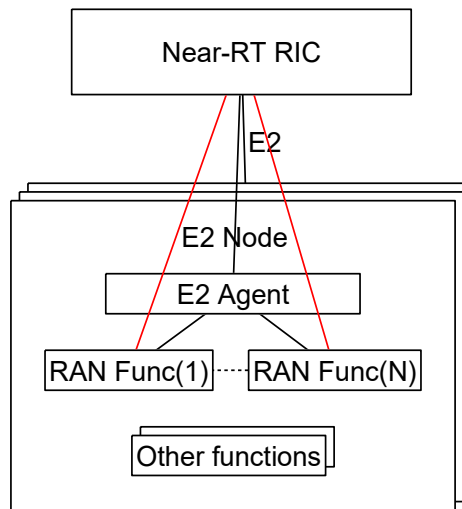 Near-RT RIC
E2
E2 Node
E2 Agent
RAN Func(1)
RAN Func(N)
Other functions